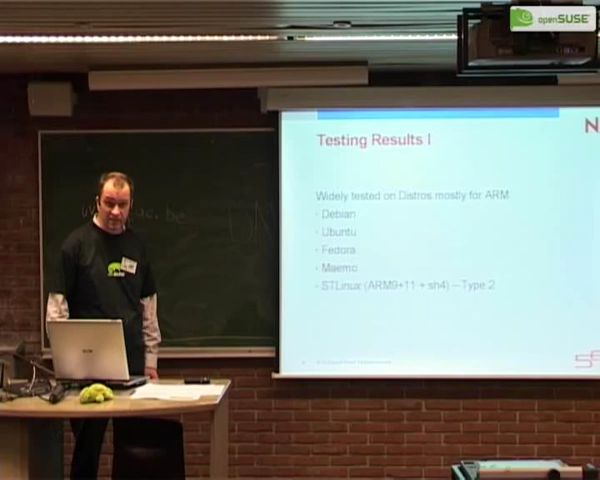 openSUSE
N
Testing Results I
Widely tested on Distros mostly for ARM
· Debian
· Ubuntu
· Fedora
· Maemo
· STLinux (ARM9+11 + sh4) – Type 2